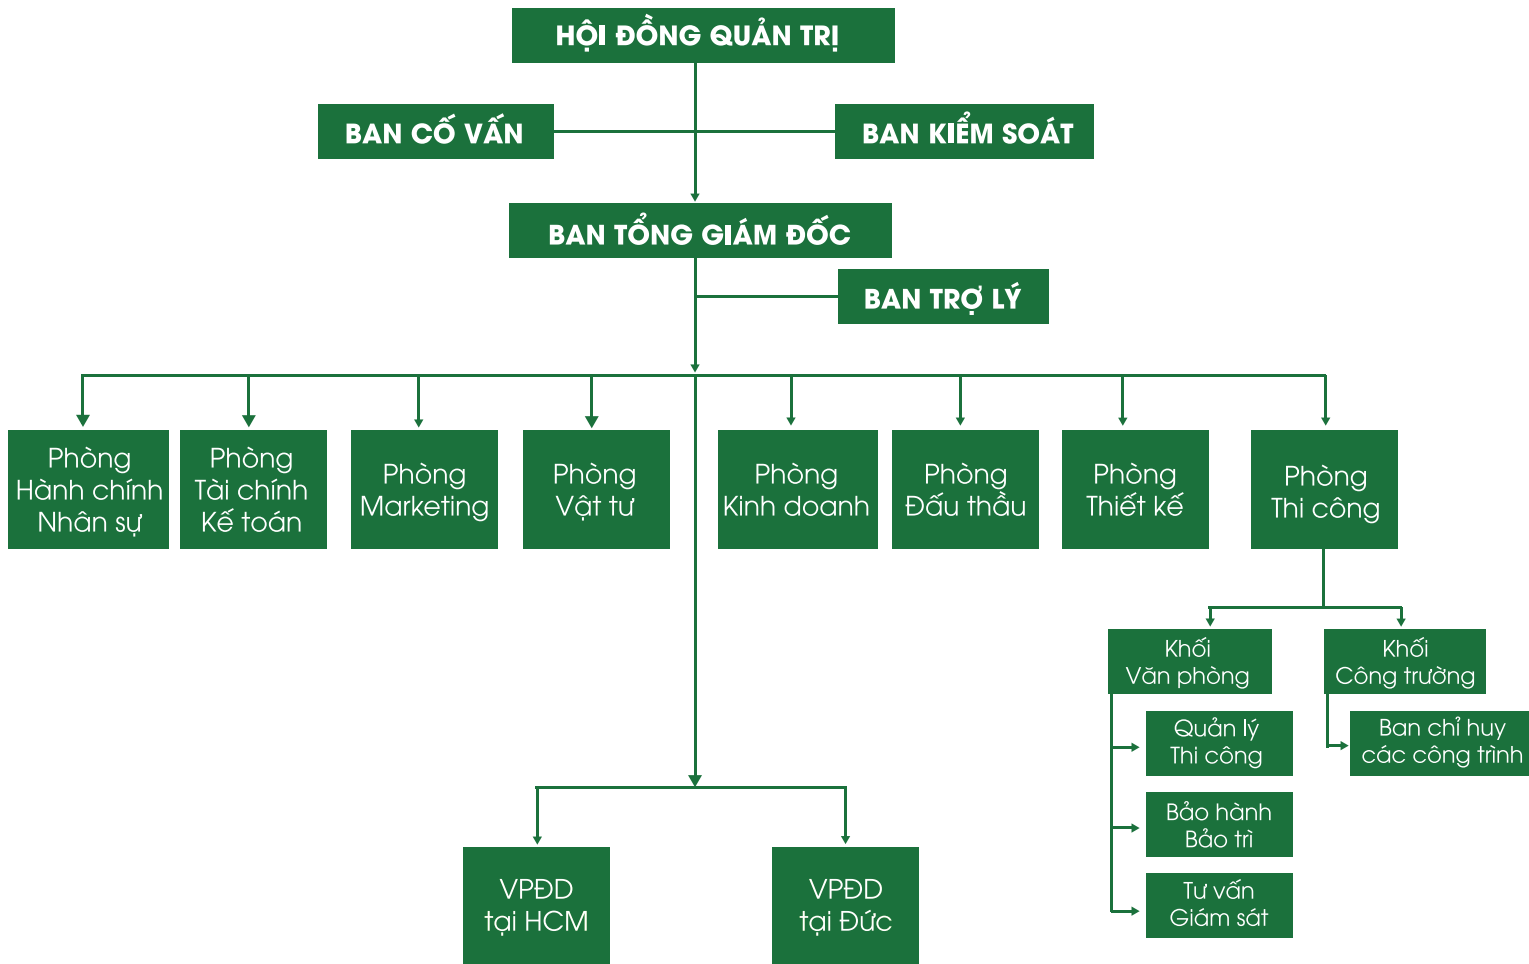 HỘI ĐỒNG QUẢN TRỊ
BAN CỐ VẤN
BAN KIỂM SOÁT
BAN TỔNG GIÁM ĐỐC
BAN TRỢ LÝ
Phòng
Hành chính
Nhân sự
Phòng
Tài chính
Kế toán
Phòng
Marketing
Phòng
Vật tư
Phòng
Kinh doanh
Phòng
Đấu thầu
Phòng
Thiết kế
Phòng
Thi công
Khối
Văn phòng
Quản lý
Thi công
Bảo hành
Bảo trì
Tư vấn
Giám sát
Khối
Công trường
Ban chỉ huy
các công trình
VPĐD
tại HCM
VPĐD
tại Đức